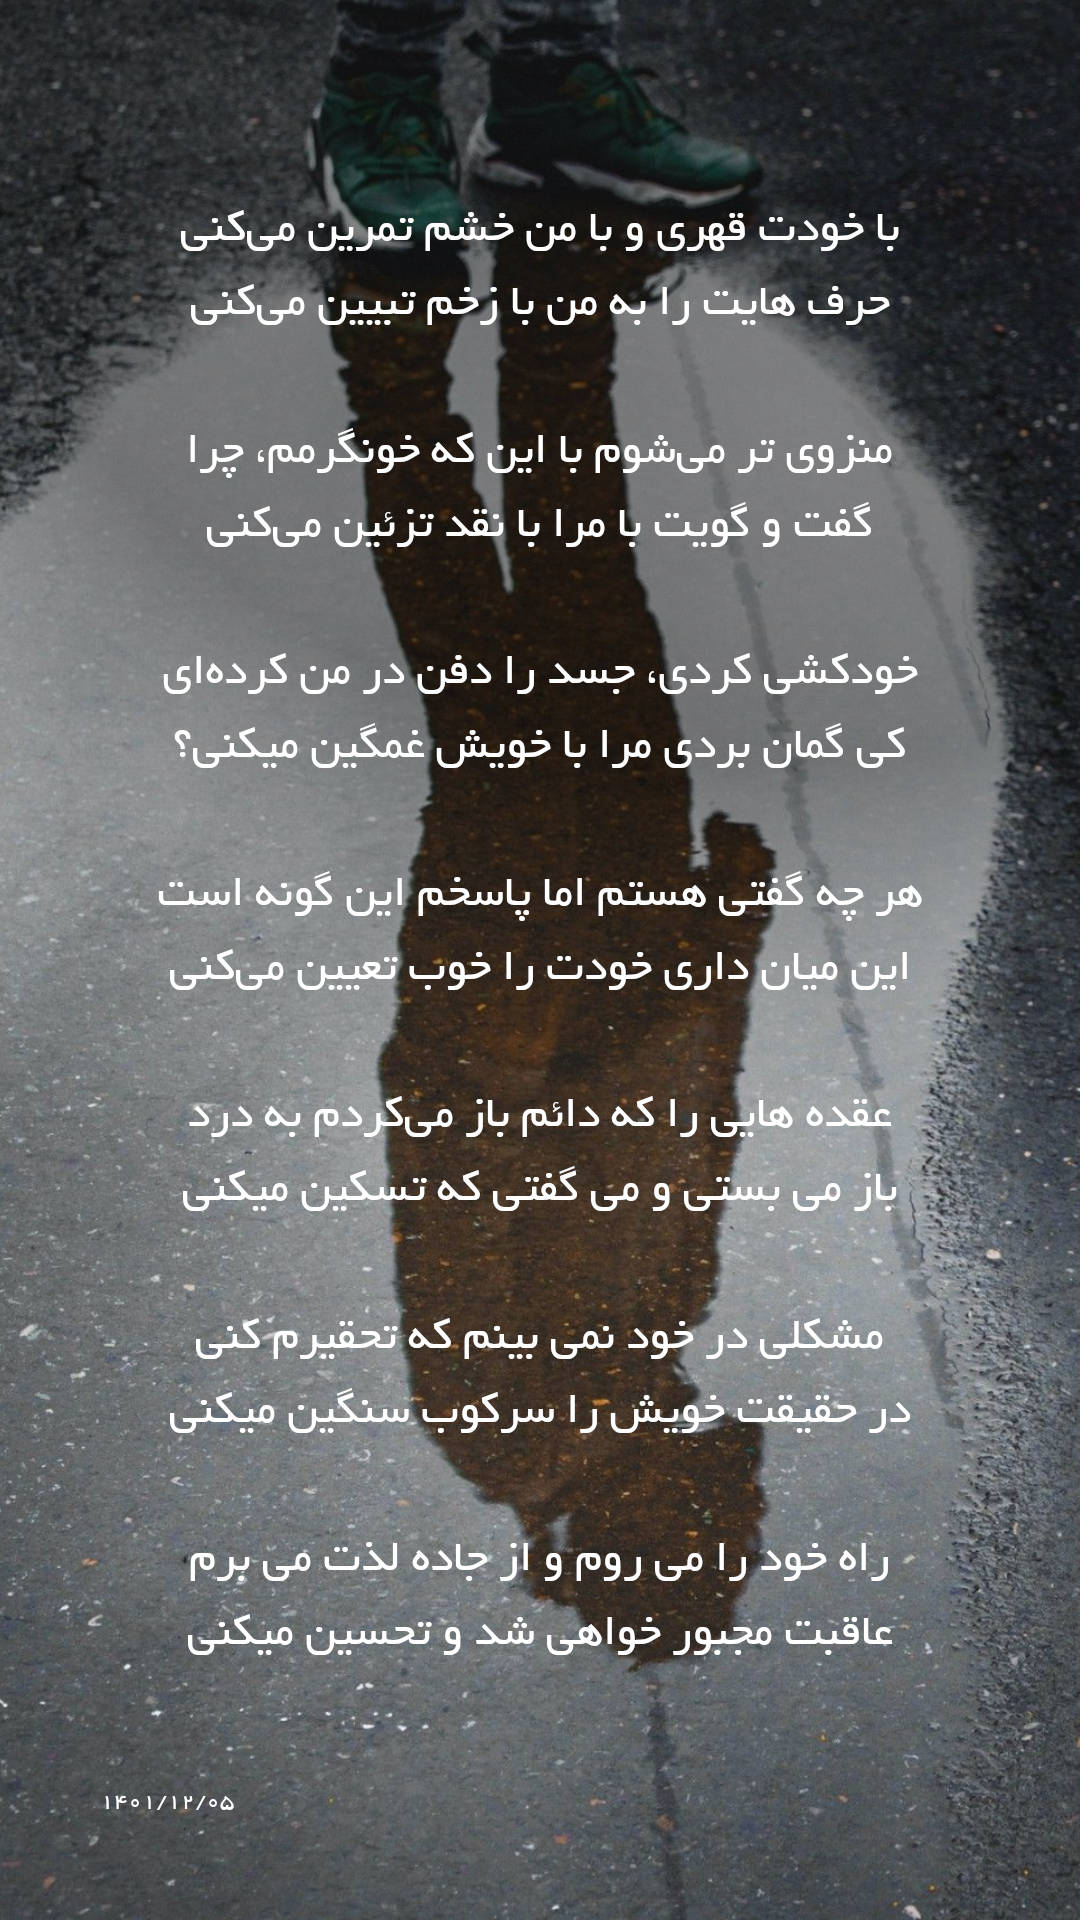 با خودت قهری و با من خشم تمرین می‌کنی
حرف هایت را به من با زخم تبیین می‌کنی
منزوی تر می‌شوم با این که خونگرمم، چرا
گفت و گویت با مرا با نقد تزئین می‌کنی
خودکشی کردی، جسد را دفن در من کرده‌ای
کی گمان بردی مرا با خویش غمگین میکنی؟
هر چه گفتی هستم اما پاسخم این گونه است
این میان داری خودت را خوب تعیین می‌کنی
عقده هایی را که دائم باز می‌کردم به درد
باز می بستی و می گفتی که تسکین میکنی
مشکلی در خود نمی بینم که تحقیرم کنی
در حقیقت خویش را سرکوب سنگین میکنی
راه خود را می روم و از جاده لذت می برم
عاقبت مجبور خواهی شد و تحسین میکنی
۱۴۰۱/۱۲/۰۵